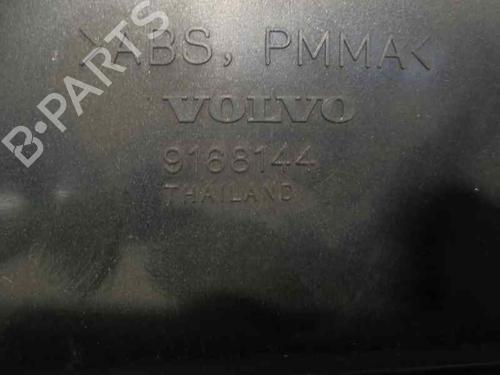 >ABS, PMMA<
VOLVO
9168144
THAILAND
B-PARTS